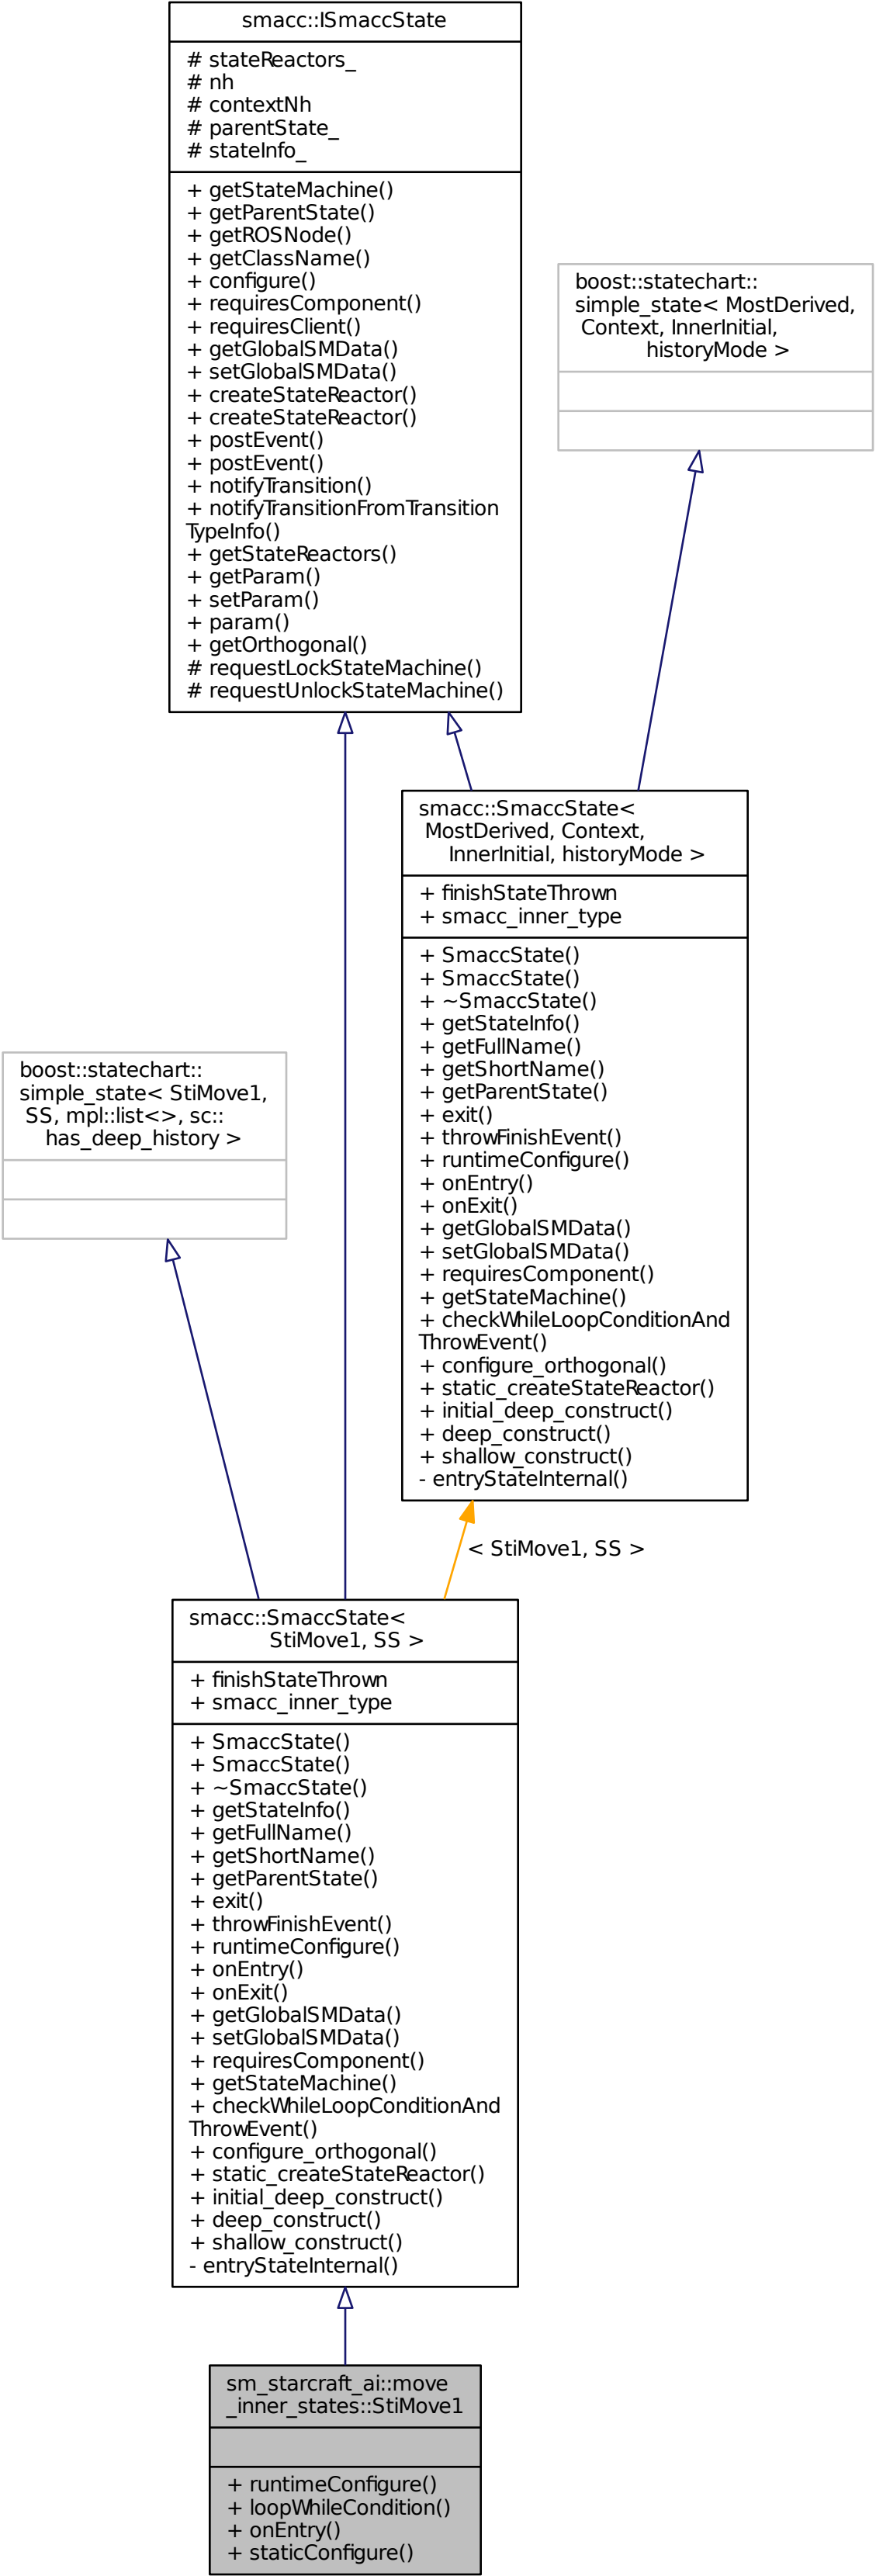 smacc::ISmaccState
# stateReactors_
# nh
# contextNh
# parentState_
# stateInfo_
+ getStateMachine()
+ getParentState()
+ getROSNode()
+ getClassName()
+ configure()
+ requiresComponent()
+ requiresClient()
+ getGlobalSMData()
+ setGlobalSMData()
+ createStateReactor()
+ createStateReactor()
+ postEvent()
+ postEvent()
+ notifyTransition()
+ notifyTransitionFromTransition
TypeInfo()
+ getStateReactors()
+ getParam()
+ setParam()
+ param()
+ getOrthogonal()
# requestLockStateMachine()
# requestUnlockStateMachine()
boost::statechart::
simple_state< MostDerived,
Context, InnerInitial,
historyMode >
smacc::SmaccState<
MostDerived, Context,
InnerInitial, historyMode >
+ finishStateThrown
+ smacc_inner_type
+ SmaccState()
+ SmaccState()
+ ~SmaccState()
+ getStateInfo()
+ getFullName()
+ getShortName()
+ getParentState()
+ exit()
+ throwFinishEvent()
+ runtimeConfigure()
+ onEntry()
+ onExit()
+ getGlobalSMData()
+ setGlobalSMData()
+ requiresComponent()
+ getStateMachine()
+ checkWhileLoopConditionAnd
ThrowEvent()
+ configure_orthogonal()
+ static_createStateReactor()
+ initial_deep_construct()
+ deep_construct()
+ shallow_construct()
- entryStateInternal()
boost::statechart::
simple_state< StiMove1,
SS, mpl::list<>, sc::
has_deep_history >
< StiMove1, SS >
smacc::SmaccState<
StiMove1, SS >
+ finishStateThrown
+ smacc_inner_type
+ SmaccState()
+ SmaccState()
+ ~SmaccState()
+ getStateInfo()
+ getFullName()
+ getShortName()
+ getParentState()
+ exit()
+ throwFinishEvent()
+ runtimeConfigure()
+ onEntry()
+ onExit()
+ getGlobalSMData()
+ setGlobalSMData()
+ requiresComponent()
+ getStateMachine()
+ checkWhileLoopConditionAnd
ThrowEvent()
+ configure_orthogonal()
+ static_createStateReactor()
+ initial_deep_construct()
+ deep_construct()
+ shallow_construct()
- entryStateInternal()
sm_starcraft_ai::move
_inner_states::StiMove1
+ runtimeConfigure()
+ loopWhileCondition()
+ onEntry()
+ staticConfigure()